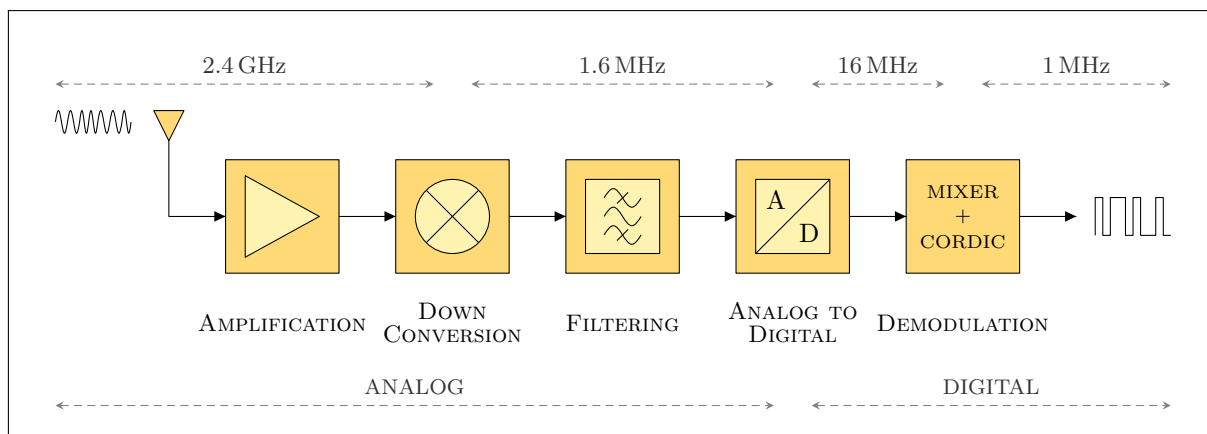 2.4 GHz 1.6 MHz 16 MHz 1 MHz
A
D
MIXER
+
CORDIC
AMPLIFICATION
DOWN
CONVERSION
FILTERING
ANALOG TO
DIGITAL
DEMODULATION
ANALOG DIGITAL